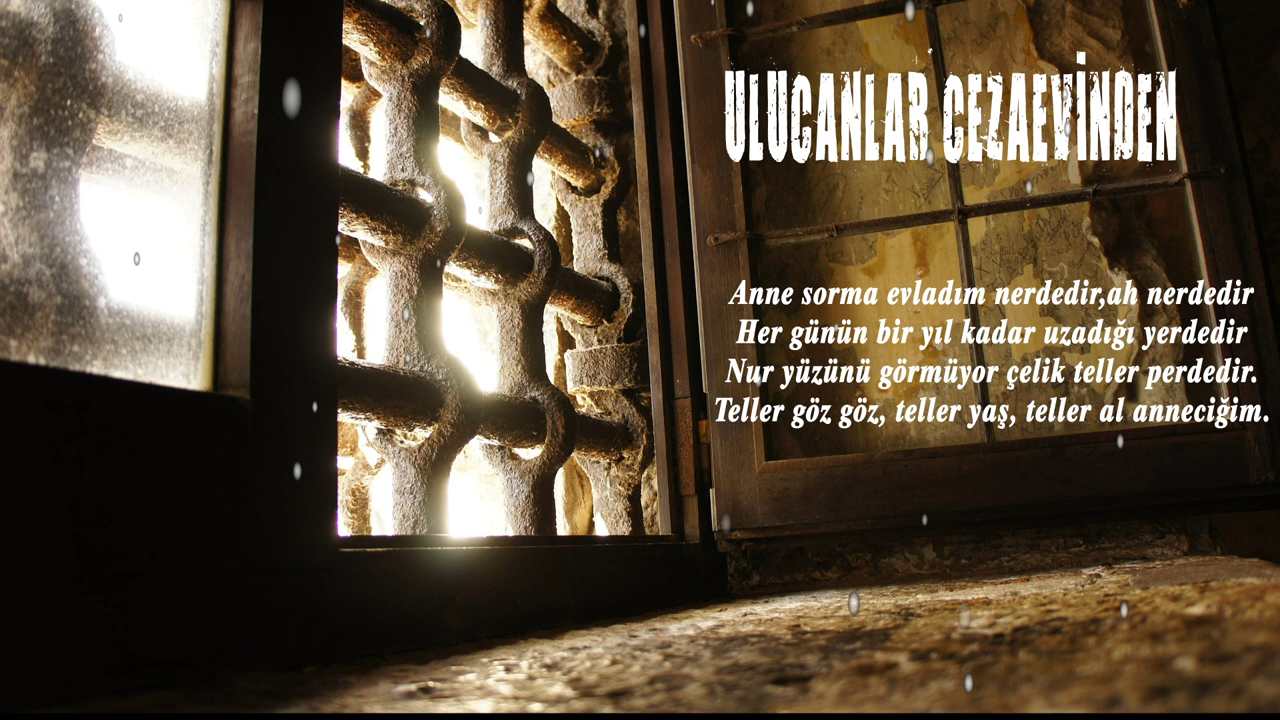 ULUCANLAR CEZAEVİNDEN
Anne sorma evladım nerdedir,ah nerdedir
Her günün bir yıl kadar uzadığı yerdedir
Nur yüzünü görmüyor çelik teller perdedir.
Teller göz göz, teller yaş, teller al anneciğim.